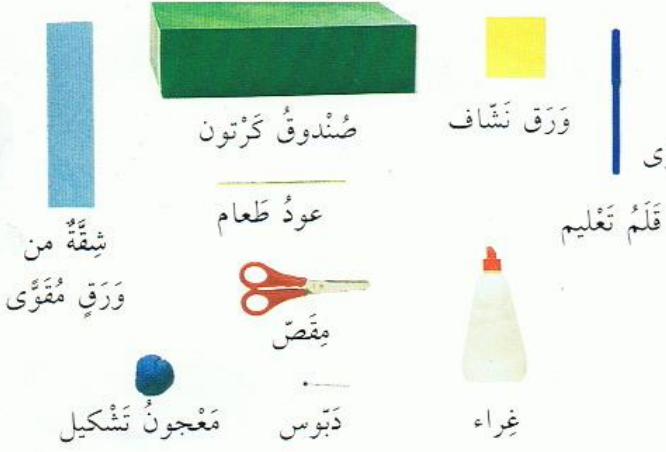 صُنْدوقُ كَرْتون
وَرَق نَشّاف
قَلَمُ تَعْليم
عودُ طَعام
شِقَّةٌ من
وَرَقٍ مُقَوًّى
مِقَصّ
غِراء
دَبّوس
مَعْجونُ تَشْكيل